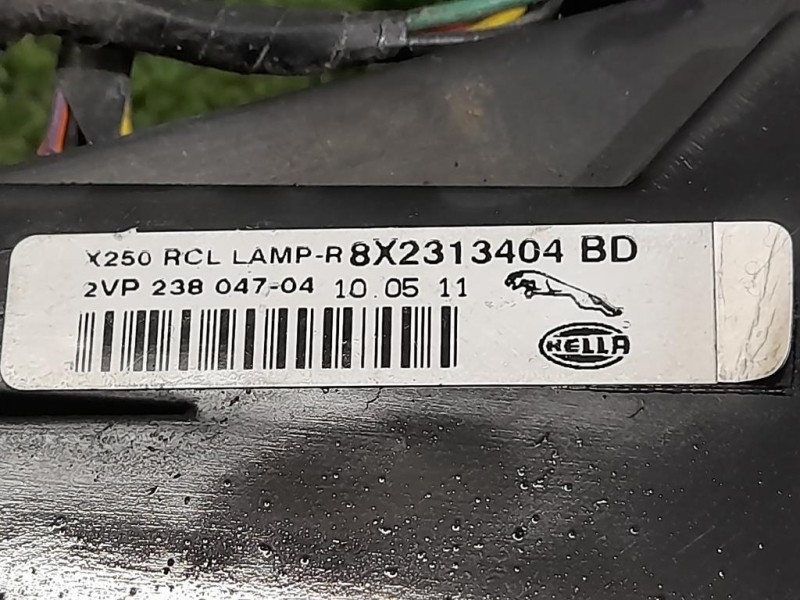 X250 RCL LAMP-R 8X2313404 BD
2VP 238 047-04 10 05 11
HELLA